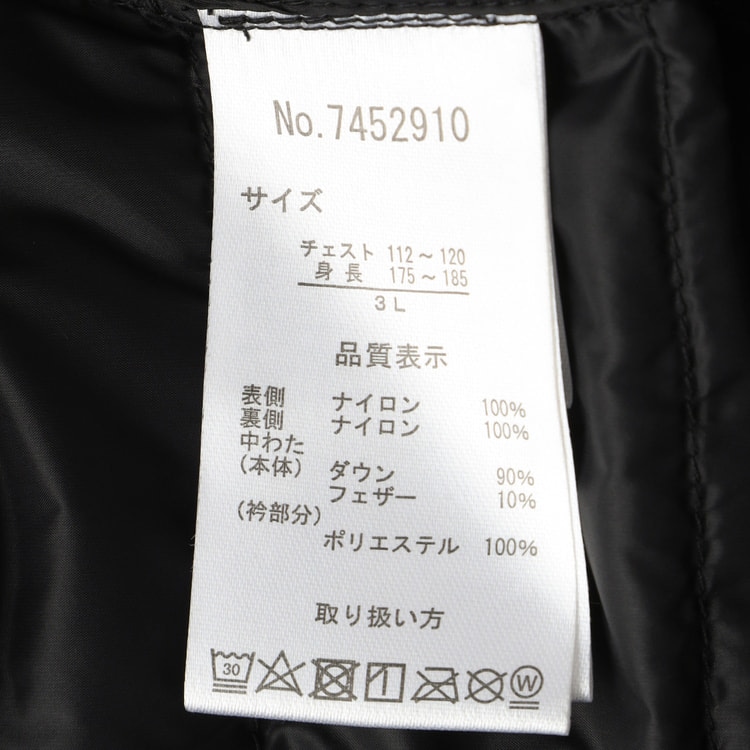 No.7452910
サイズ
チェスト 112～120
身長 175～185
3L
品質表示
表側 ナイロン 100%
裏側 ナイロン 100%
中わた
(本体) ダウン 90%
フェザー 10%
(衿部分)
ポリエステル 100%
取り扱い方
30
W